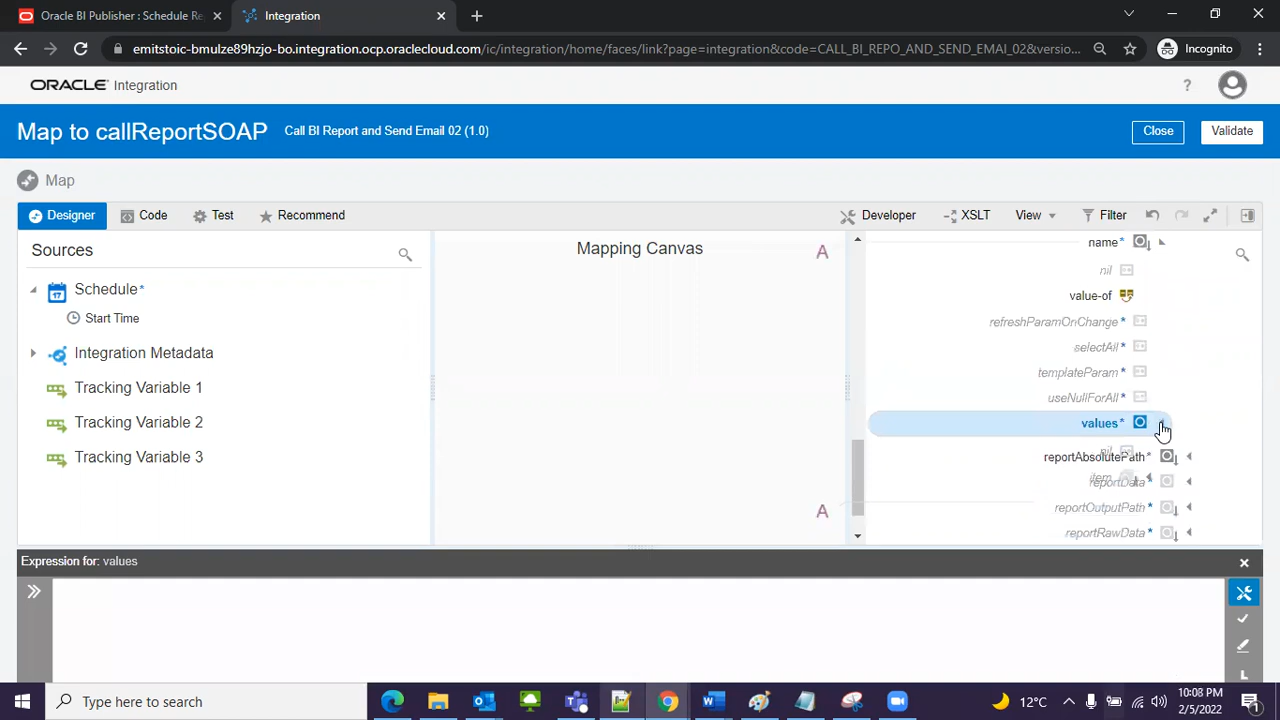 Oracle BI Publisher : Schedule Re
Integration
emitstoic-bmulze89hzjo-bo.integration.ocp.oraclecloud.com/ic/integration/home/faces/link?page=integration&code=CALL_BI_REPO_AND_SEND_EMAI_02&versio...
Incognito
ORACLE Integration
?
Map to callReportSOAP
Call BI Report and Send Email 02 (1.0)
Close
Validate
Map
Designer
Code
Test
Recommend
Developer
XSLT
View
Filter
Sources
Mapping Canvas
A
name*
Schedule*
17
nil
Start Time
value-of
refreshParamOnChange*
Integration Metadata
selectAll*
templateParam*
Tracking Variable 1
useNullForAll*
Tracking Variable 2
values*
nil
Tracking Variable 3
reportAbsolutePath*
item
reportData*
A
reportOutputPath*
reportRawData*
Expression for: values
L
Type here to search
12°C
10:08 PM
2/5/2022
1